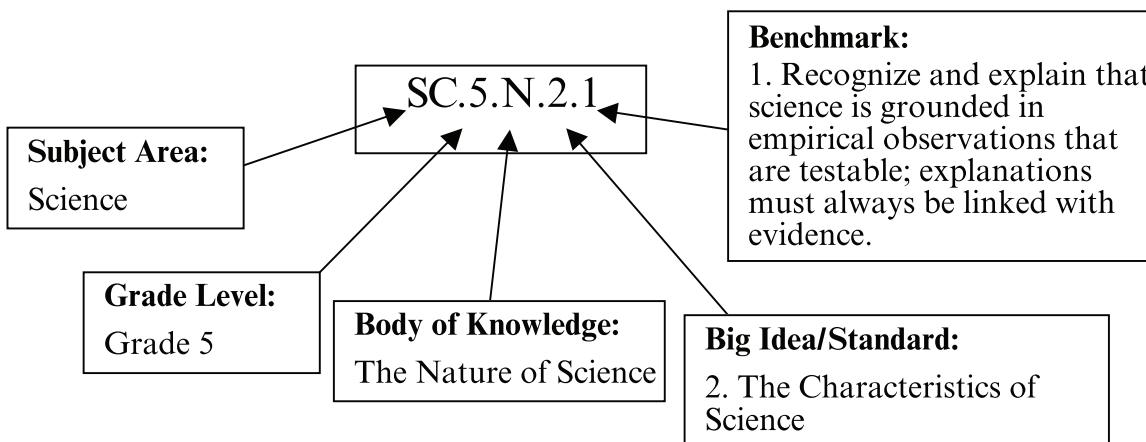 SC.5.N.2.1
Benchmark:
1. Recognize and explain that
science is grounded in
empirical observations that
are testable; explanations
must always be linked with
evidence.
Subject Area:
Science
Grade Level:
Grade 5
Body of Knowledge:
The Nature of Science
Big Idea/Standard:
2. The Characteristics of
Science